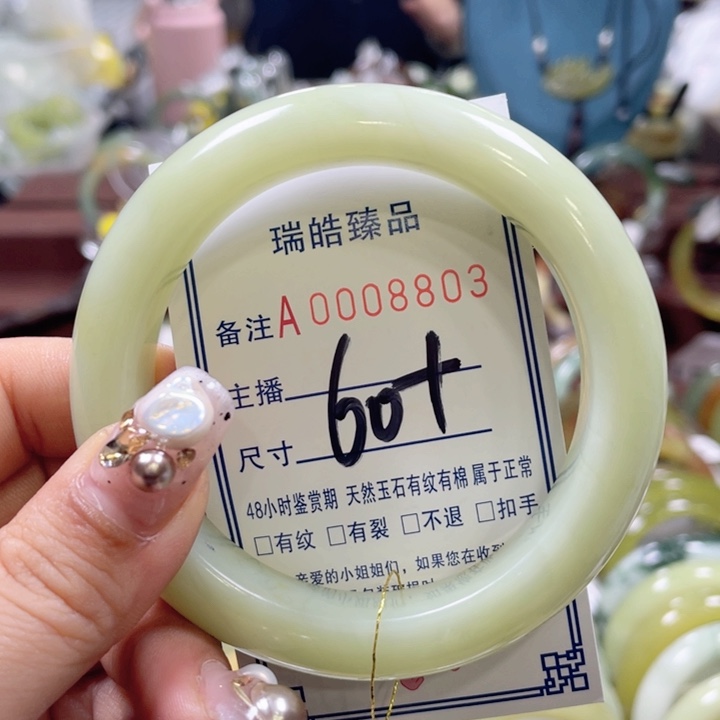 瑞皓臻品
备注A0008803
主播
60+
尺寸
48小时鉴赏期 天然玉石有纹有棉 属于正常
□有纹 □有裂 □不退 □扣手
亲爱的小姐姐们，如果您在收到